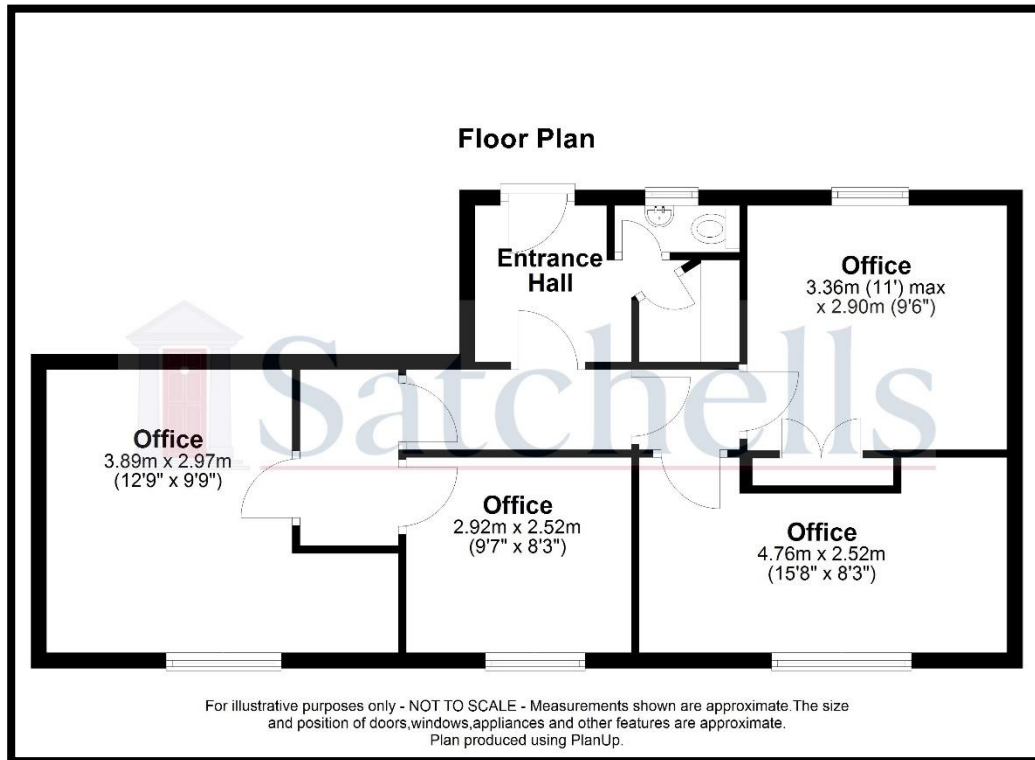 Floor Plan
Entrance
Hall
Office
3.36m (11') max
x 2.90m (9'6")
Satchells
Office
3.89m x 2.97m
(12'9" x 9'9")
Office
2.92m x 2.52m
(9'7" x 8'3")
Office
4.76m x 2.52m
(15'8" x 8'3")
For illustrative purposes only - NOT TO SCALE - Measurements shown are approximate.The size
and position of doors,windows,appliances and other features are approximate.
Plan produced using PlanUp.